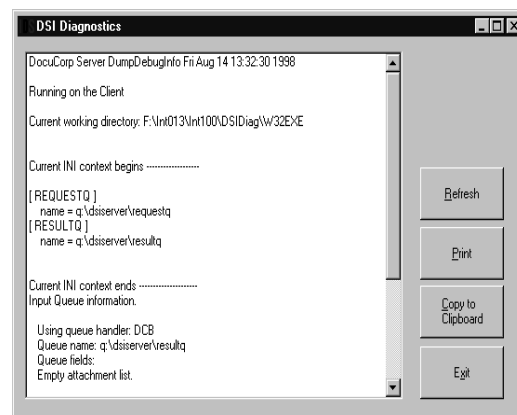 DSI Diagnostics
DocuCorp Server DumpDebugInfo Fri Aug 14 13:32:30 1998
Running on the Client
Current working directory: F:\Int013\Int100\DSIDiag\W32EXE
Current INI context begins -------------------
[ REQUESTQ ]
name = q:\dsiserver\requestq
[ RESULTQ ]
name = q:\dsiserver\resultq
Current INI context ends ---------------------
Input Queue information.
Using queue handler: DCB
Queue name: q:\dsiserver\resultq
Queue fields:
Empty attachment list.
Refresh
Print
Copy to
Clipboard
Exit